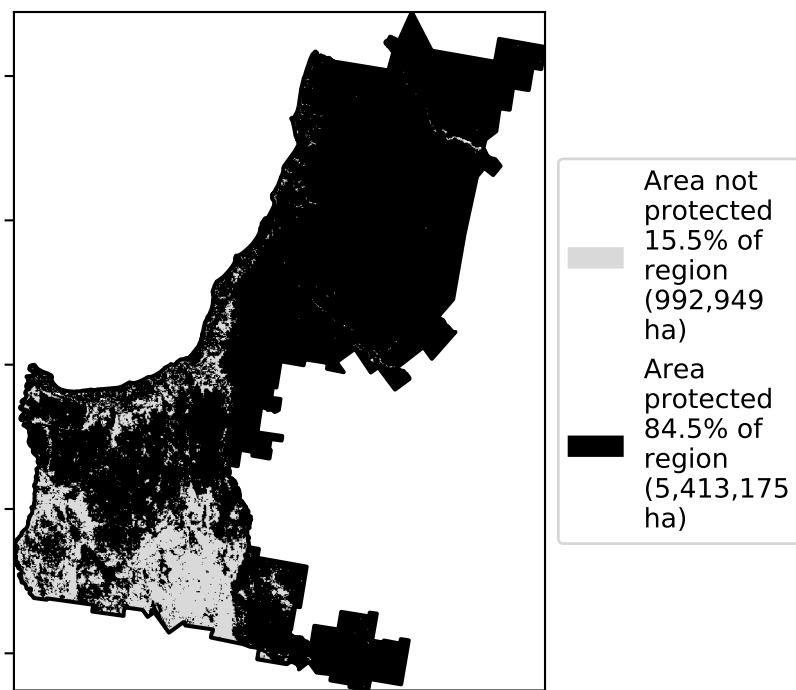 Area not
protected
15.5% of
region
(992,949
ha)
Area
protected
84.5% of
region
(5,413,175
ha)